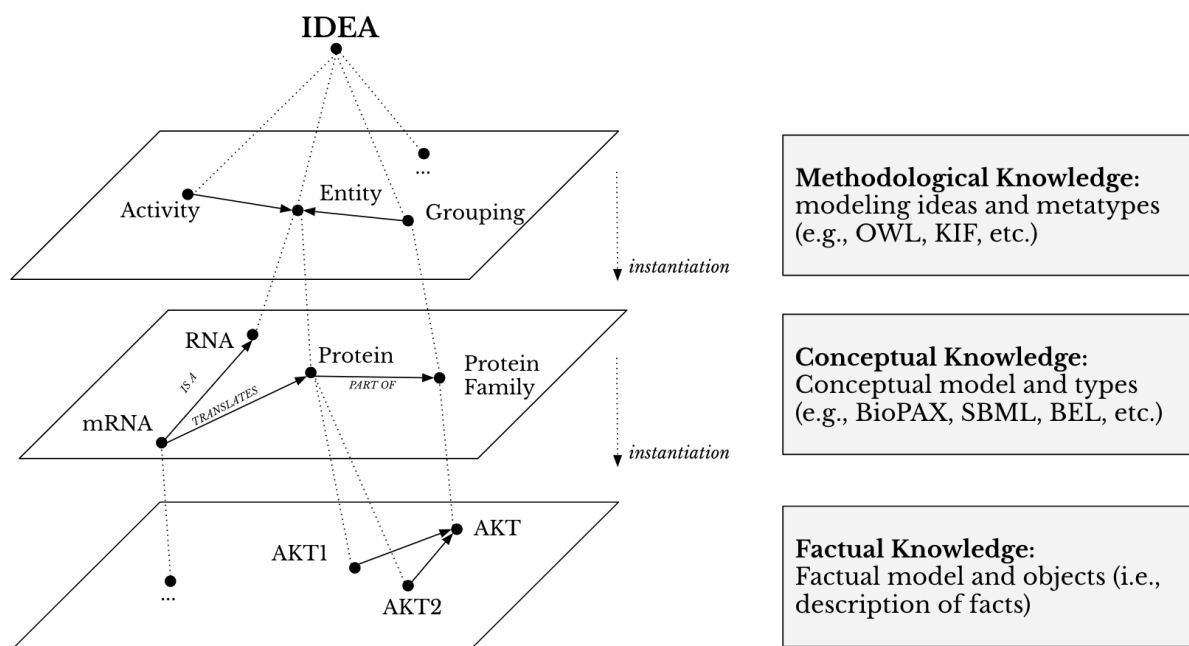 IDEA
...
Activity
Entity
Grouping
instantiation
Methodological Knowledge:
modeling ideas and metatypes
(e.g., OWL, KIF, etc.)
RNA
IS A
mRNA
TRANSLATES
Protein
PART OF
Protein
Family
instantiation
Conceptual Knowledge:
Conceptual model and types
(e.g., BioPAX, SBML, BEL, etc.)
AKT1
AKT
AKT2
...
Factual Knowledge:
Factual model and objects (i.e.,
description of facts)